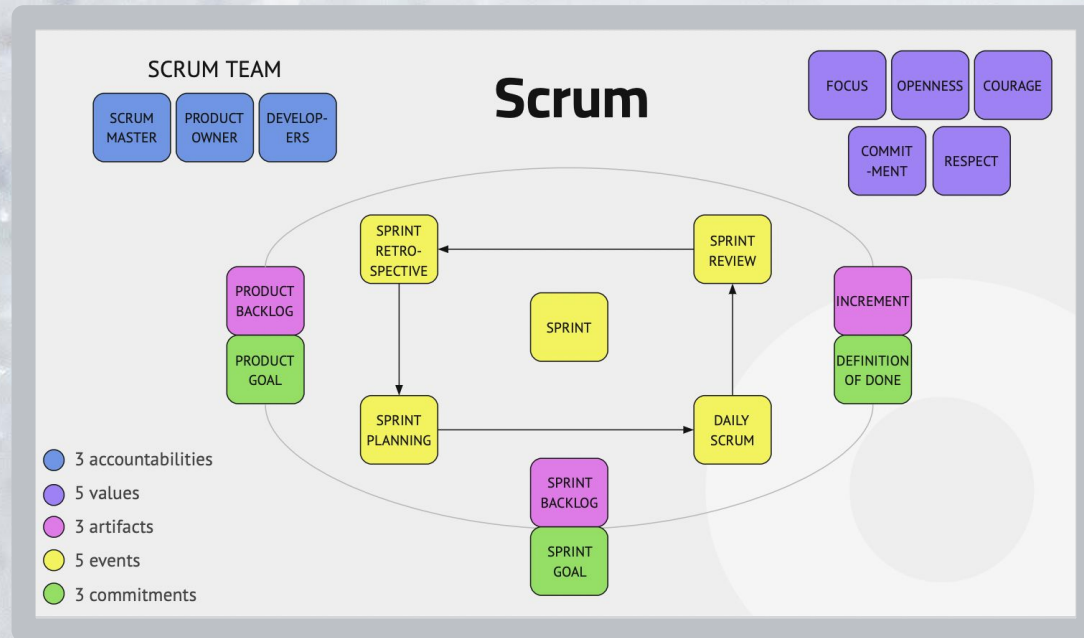 SCRUM TEAM
SCRUM
MASTER
PRODUCT
OWNER
DEVELOP-
ERS
Scrum
FOCUS
OPENNESS
COURAGE
COMMIT
-MENT
RESPECT
SPRINT
RETRO-
SPECTIVE
SPRINT
REVIEW
PRODUCT
BACKLOG
PRODUCT
GOAL
SPRINT
INCREMENT
DEFINITION
OF DONE
SPRINT
PLANNING
DAILY
SCRUM
SPRINT
BACKLOG
SPRINT
GOAL
3 accountabilities
5 values
3 artifacts
5 events
3 commitments